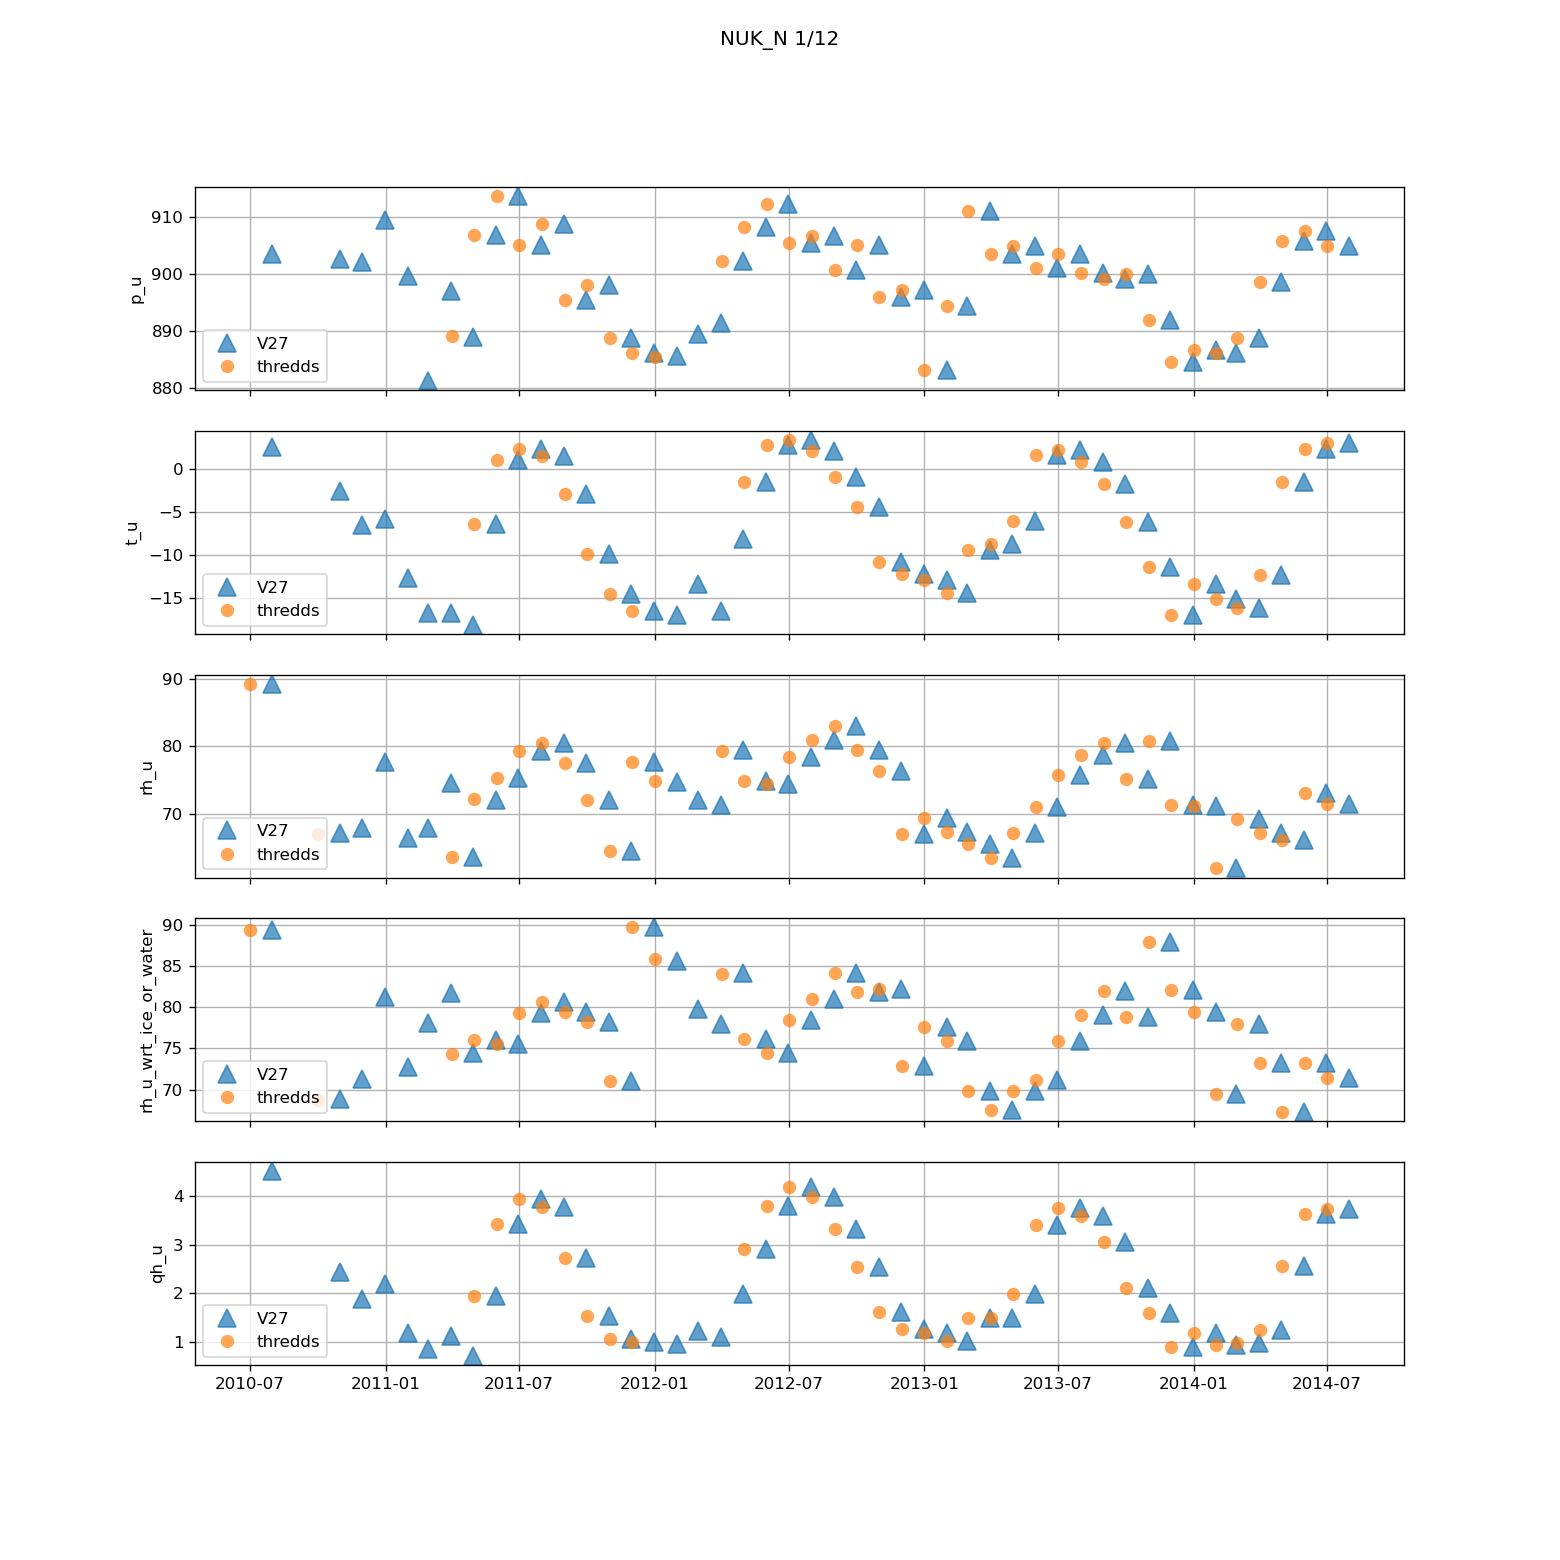 NUK_N 1/12
910
900
890
880
p_u
V27
thredds
0
−5
−10
−15
t_u
V27
thredds
90
80
70
rh_u
V27
thredds
90
85
80
75
70
rh_u_wrt_ice_or_water
V27
thredds
4
3
2
1
qh_u
V27
thredds
2010-07
2011-01
2011-07
2012-01
2012-07
2013-01
2013-07
2014-01
2014-07